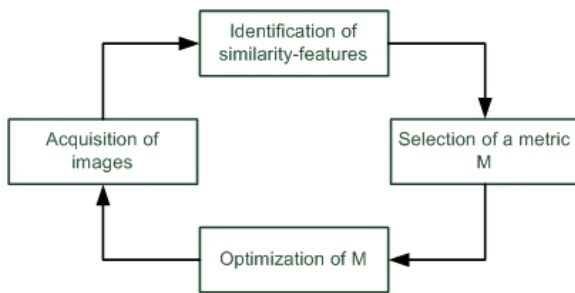 Identification of
similarity-features
Acquisition of
images
Selection of a metric
M
Optimization of M